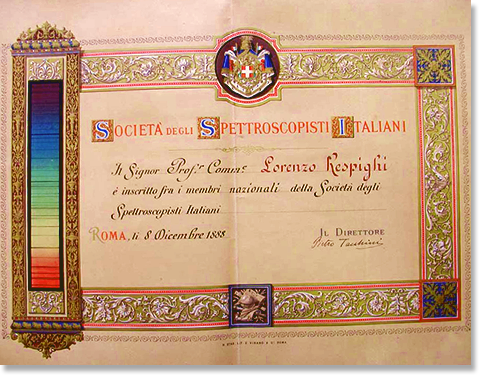 SOCIETÀ DEGLI SPETTROSCOPISTI ITALIANI
Il Signor Prof.r Comm.e Lorenzo Respighi
è inscritto fra i membri nazionali della Società degli
Spettroscopisti Italiani
ROMA, li 8 Dicembre 1888.
IL DIRETTORE
Pietro Tacchini
ROMA